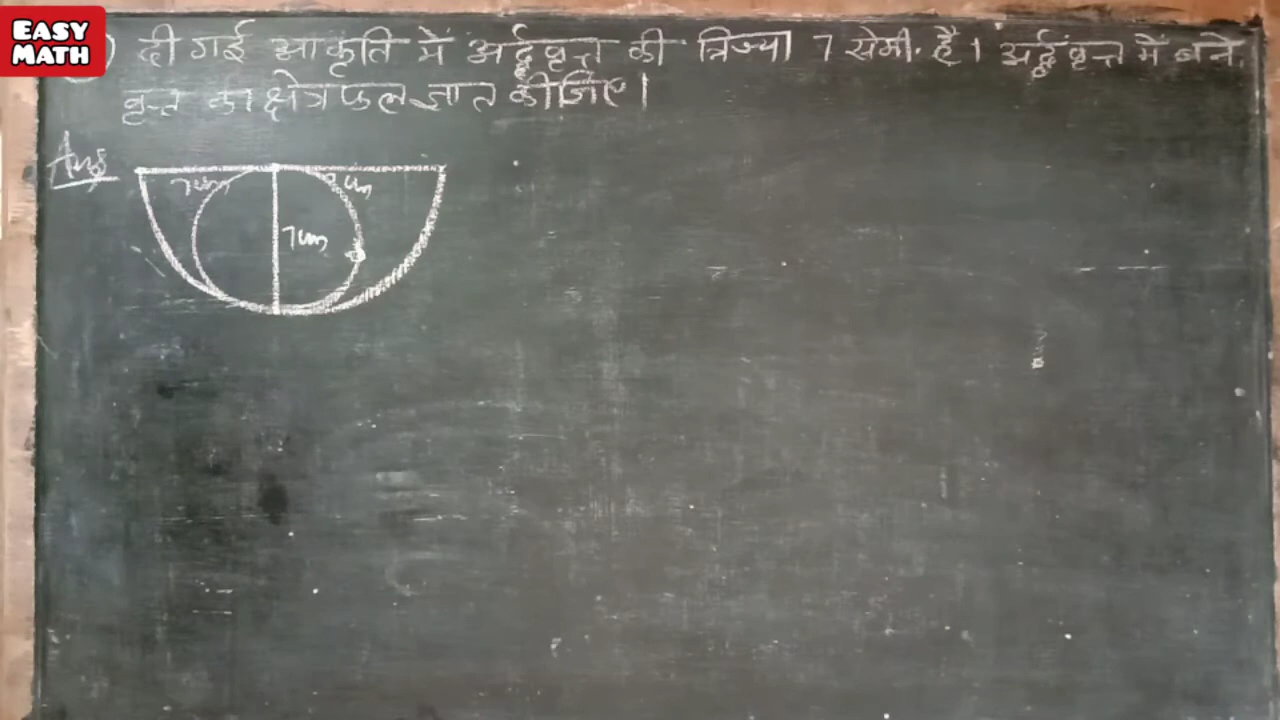 EASY
MATH
) दी गई आकृति में अर्द्धवृत्त की त्रिज्या 7 सेमी. है। अर्द्धवृत्त में बने
वृत्त का क्षेत्रफल ज्ञात कीजिए।
Ans
7cm 7cm
7cm